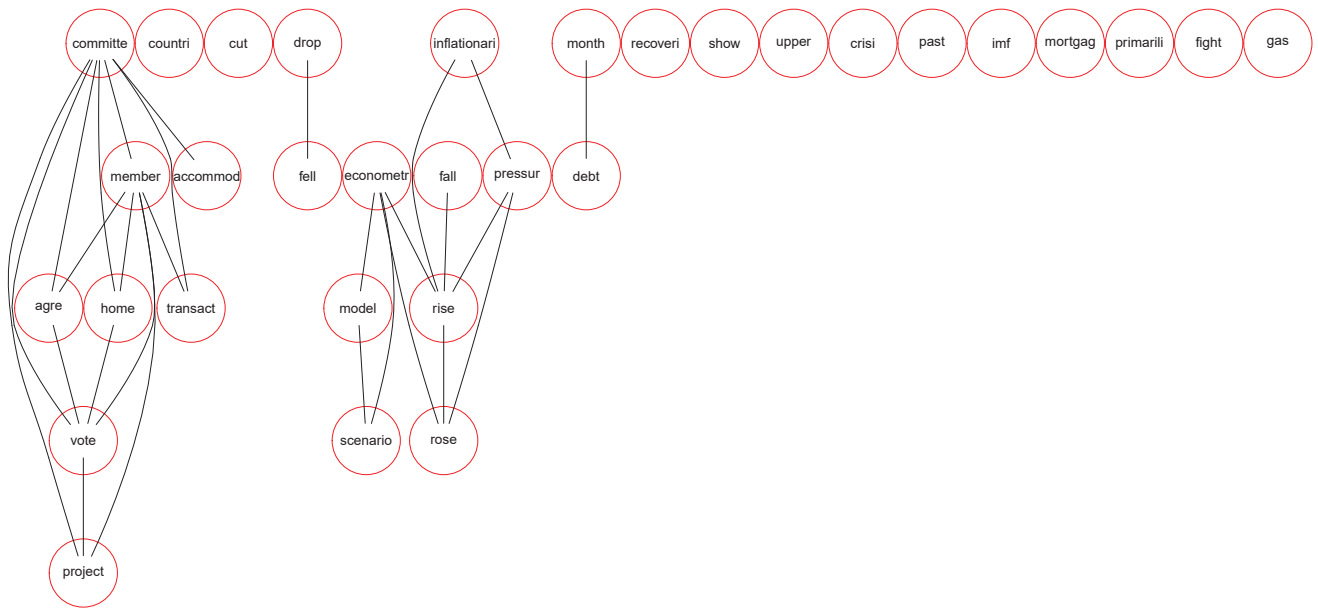 committe countri cut drop inflationari month recoveri show upper crisi past imf mortgag primarili fight gas
member accommod fell econometr fall pressur debt
agre home transact model rise
vote scenario rose
project